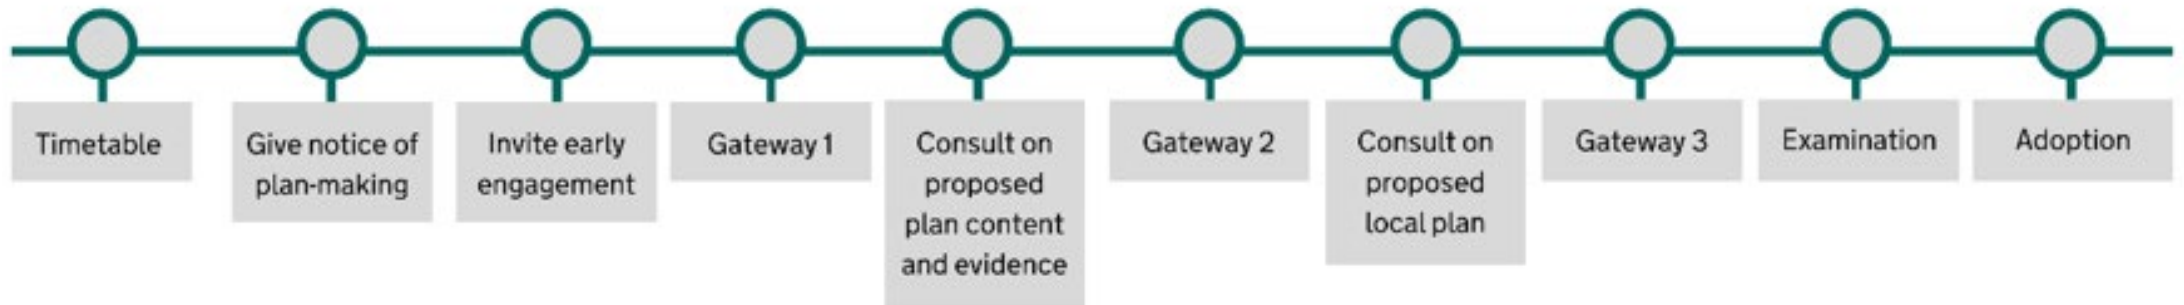 Timetable
Give notice of
plan-making
Invite early
engagement
Gateway 1
Consult on
proposed
plan content
and evidence
Gateway 2
Consult on
proposed
local plan
Gateway 3
Examination
Adoption